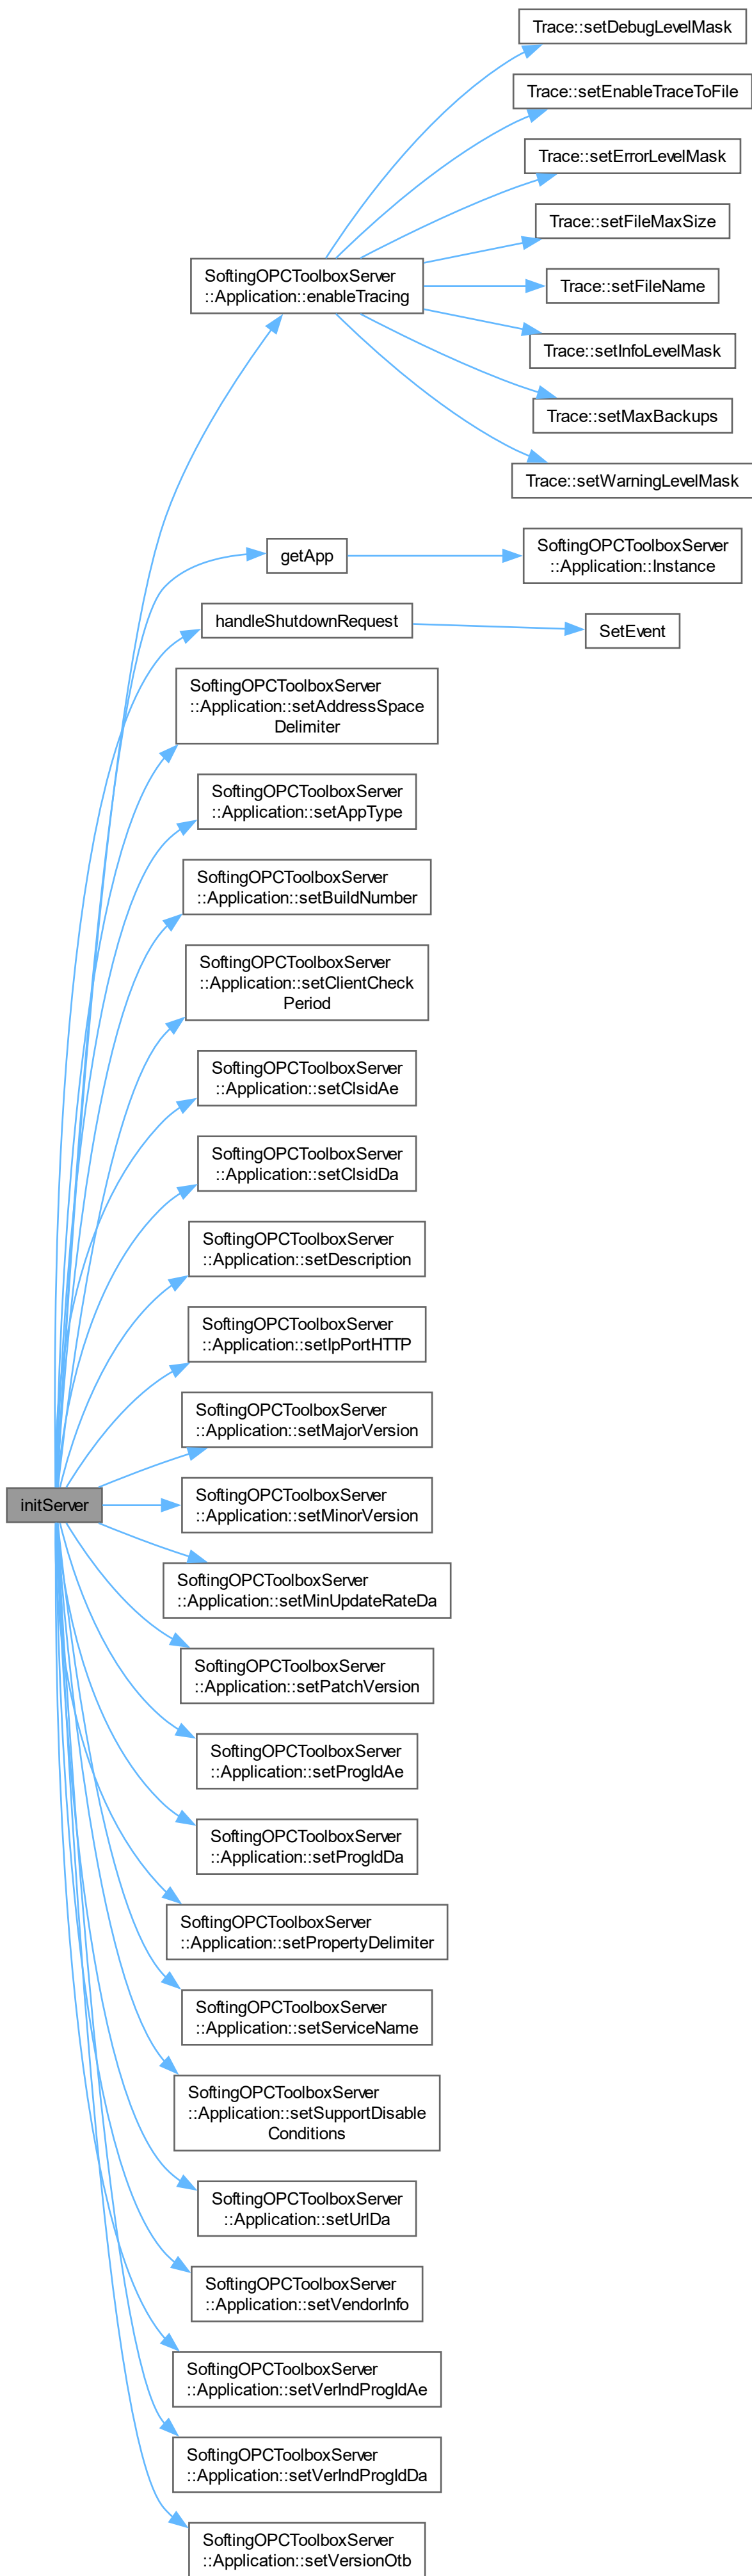 Trace::setDebugLevelMask
Trace::setEnableTraceToFile
Trace::setErrorLevelMask
Trace::setFileMaxSize
SoftingOPCToolboxServer
::Application::enableTracing
Trace::setFileName
Trace::setInfoLevelMask
Trace::setMaxBackups
Trace::setWarningLevelMask
getApp
SoftingOPCToolboxServer
::Application::Instance
handleShutdownRequest
SetEvent
SoftingOPCToolboxServer
::Application::setAddressSpace
Delimiter
SoftingOPCToolboxServer
::Application::setAppType
SoftingOPCToolboxServer
::Application::setBuildNumber
SoftingOPCToolboxServer
::Application::setClientCheck
Period
SoftingOPCToolboxServer
::Application::setClsidAe
SoftingOPCToolboxServer
::Application::setClsidDa
SoftingOPCToolboxServer
::Application::setDescription
SoftingOPCToolboxServer
::Application::setIpPortHTTP
SoftingOPCToolboxServer
::Application::setMajorVersion
initServer
SoftingOPCToolboxServer
::Application::setMinorVersion
SoftingOPCToolboxServer
::Application::setMinUpdateRateDa
SoftingOPCToolboxServer
::Application::setPatchVersion
SoftingOPCToolboxServer
::Application::setProgIdAe
SoftingOPCToolboxServer
::Application::setProgIdDa
SoftingOPCToolboxServer
::Application::setPropertyDelimiter
SoftingOPCToolboxServer
::Application::setServiceName
SoftingOPCToolboxServer
::Application::setSupportDisable
Conditions
SoftingOPCToolboxServer
::Application::setUrlDa
SoftingOPCToolboxServer
::Application::setVendorInfo
SoftingOPCToolboxServer
::Application::setVerIndProgIdAe
SoftingOPCToolboxServer
::Application::setVerIndProgIdDa
SoftingOPCToolboxServer
::Application::setVersionOtb